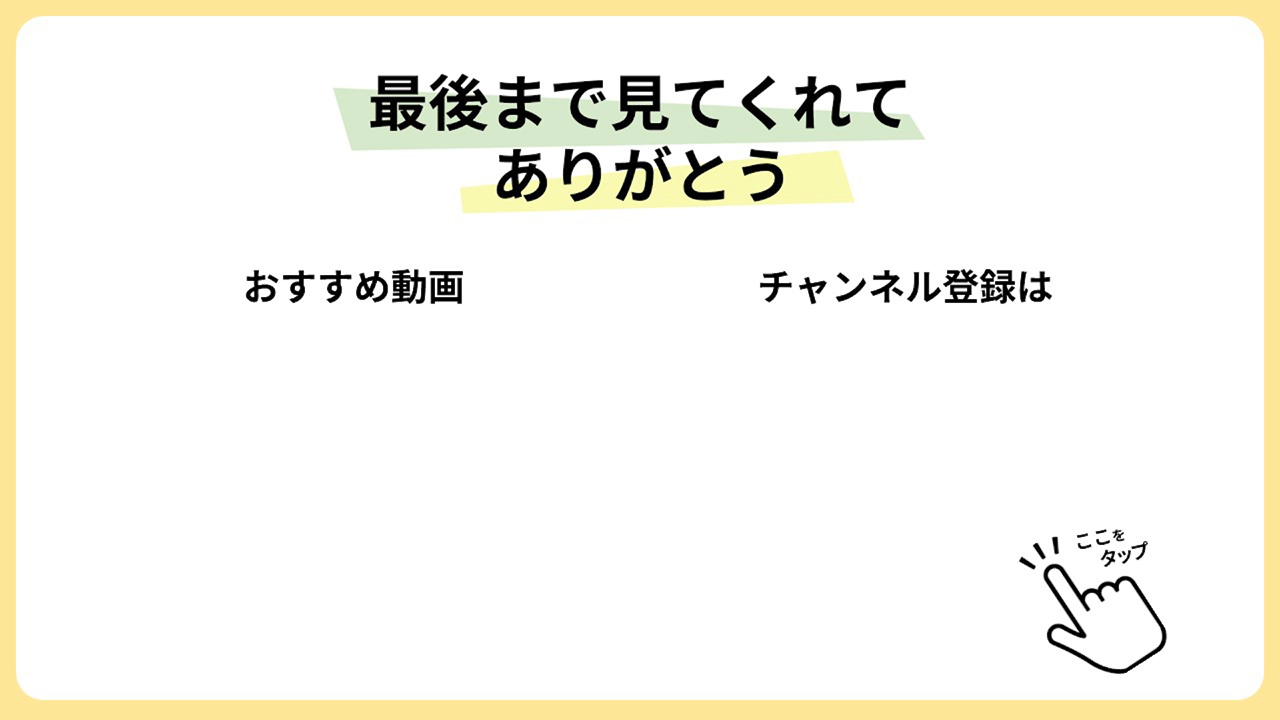 最後まで見てくれて
ありがとう
おすすめ動画
チャンネル登録は
ここを
タップ